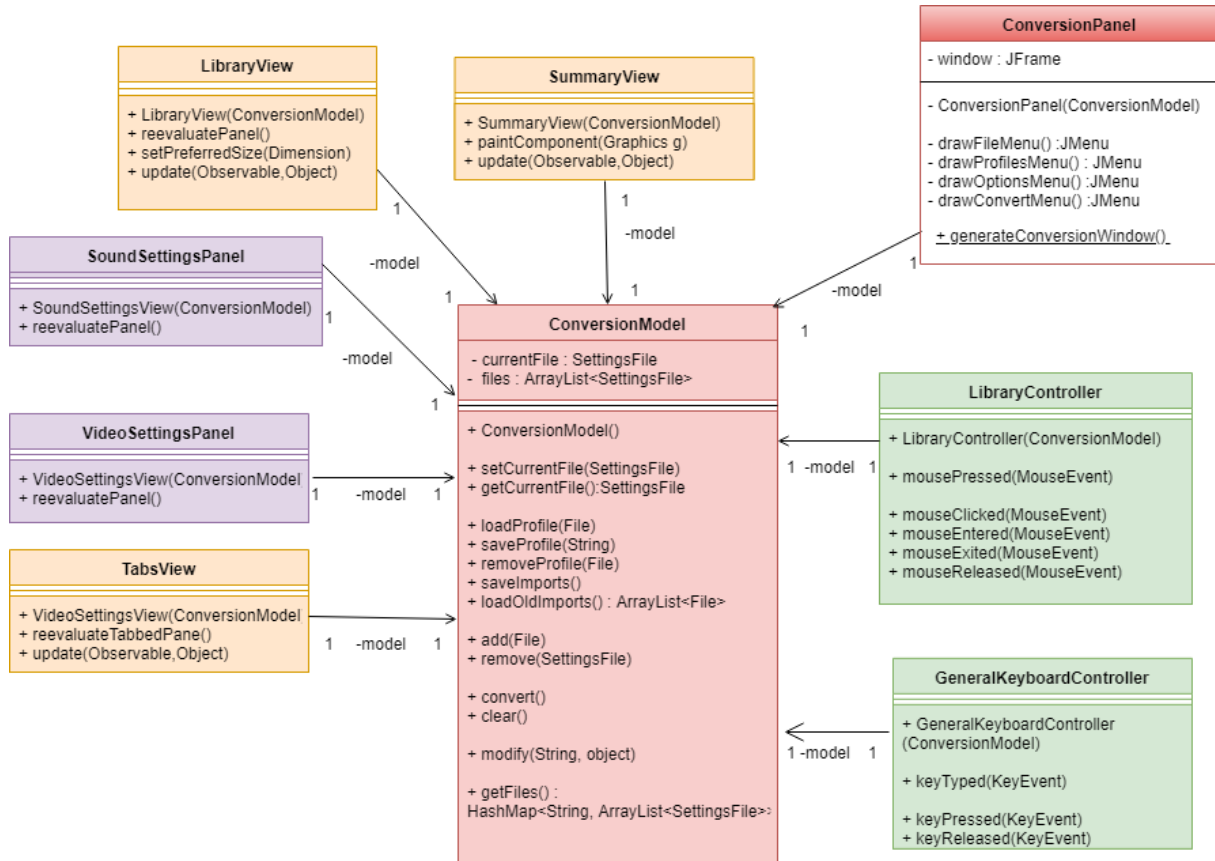 LibraryView
+ LibraryView(ConversionModel)
+ reevaluatePanel()
+ setPreferredSize(Dimension)
+ update(Observable,Object)
1
-model
1
SummaryView
+ SummaryView(ConversionModel)
+ paintComponent(Graphics g)
+ update(Observable,Object)
1
-model
1
ConversionPanel
- window : JFrame
- ConversionPanel(ConversionModel)
- drawFileMenu() :JMenu
- drawProfilesMenu() : JMenu
- drawOptionsMenu() :JMenu
- drawConvertMenu() :JMenu
+ generateConversionWindow()
1
-model
1
SoundSettingsPanel
+ SoundSettingsView(ConversionModel)
+ reevaluatePanel()
1
-model
1
VideoSettingsPanel
+ VideoSettingsView(ConversionModel
+ reevaluatePanel()
1
-model
1
TabsView
+ VideoSettingsView(ConversionModel
+ reevaluateTabbedPane()
+ update(Observable,Object)
1
-model
1
ConversionModel
- currentFile : SettingsFile
- files : ArrayList<SettingsFile>
+ ConversionModel()
+ setCurrentFile(SettingsFile)
+ getCurrentFile():SettingsFile
+ loadProfile(File)
+ saveProfile(String)
+ removeProfile(File)
+ saveImports()
+ loadOldImports() : ArrayList<File>
+ add(File)
+ remove(SettingsFile)
+ convert()
+ clear()
+ modify(String, object)
+ getFiles() :
HashMap<String, ArrayList<SettingsFile>>
LibraryController
+ LibraryController(ConversionModel)
+ mousePressed(MouseEvent)
+ mouseClicked(MouseEvent)
+ mouseEntered(MouseEvent)
+ mouseExited(MouseEvent)
+ mouseReleased(MouseEvent)
1 -model 1
GeneralKeyboardController
+ GeneralKeyboardController
(ConversionModel)
+ keyTyped(KeyEvent)
+ keyPressed(KeyEvent)
+ keyReleased(KeyEvent)
1 -model 1